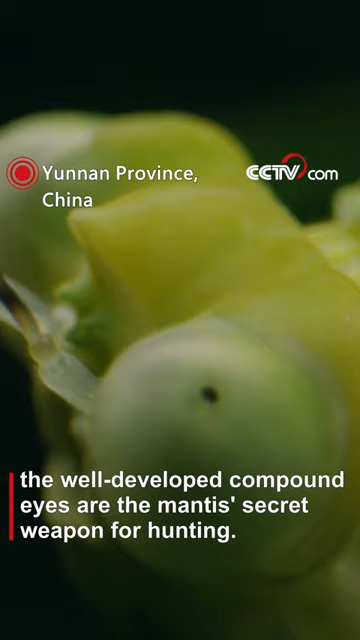 Yunnan Province,
China
CCTV.com
the well-developed compound
eyes are the mantis' secret
weapon for hunting.